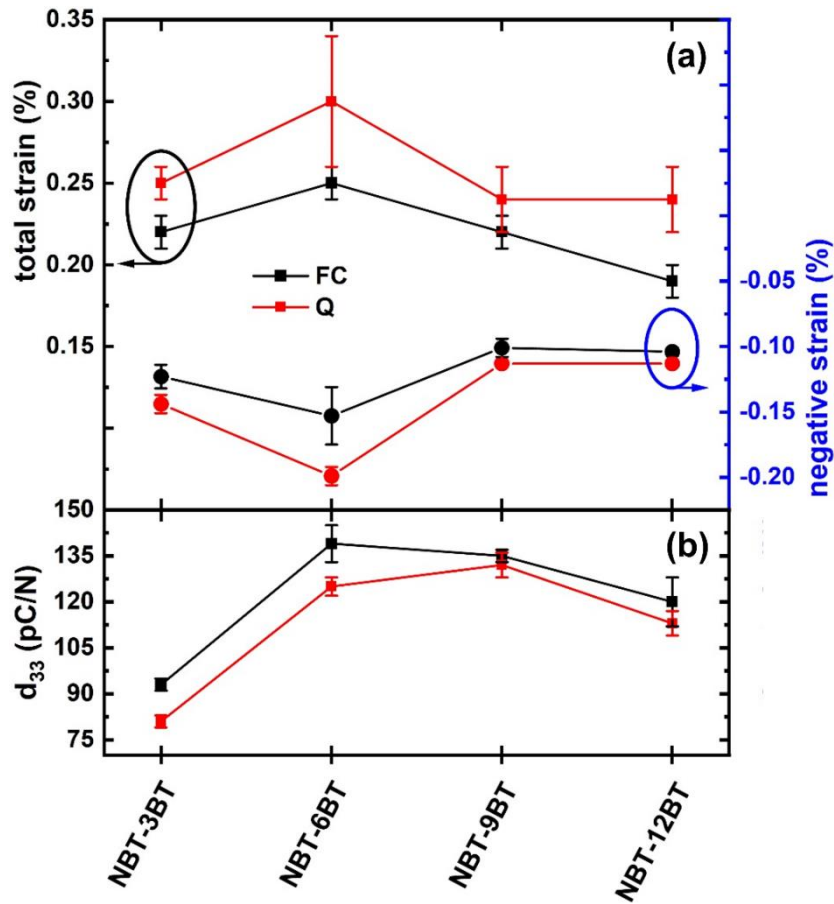 0.35
(a)
0.30
total strain (%)
0.25
0.20
FC
Q
-0.05
0.15
-0.10
-0.15
-0.20
negative strain (%)
150
(b)
135
d33 (pC/N)
120
105
90
75
NBT-3BT
NBT-6BT
NBT-9BT
NBT-12BT